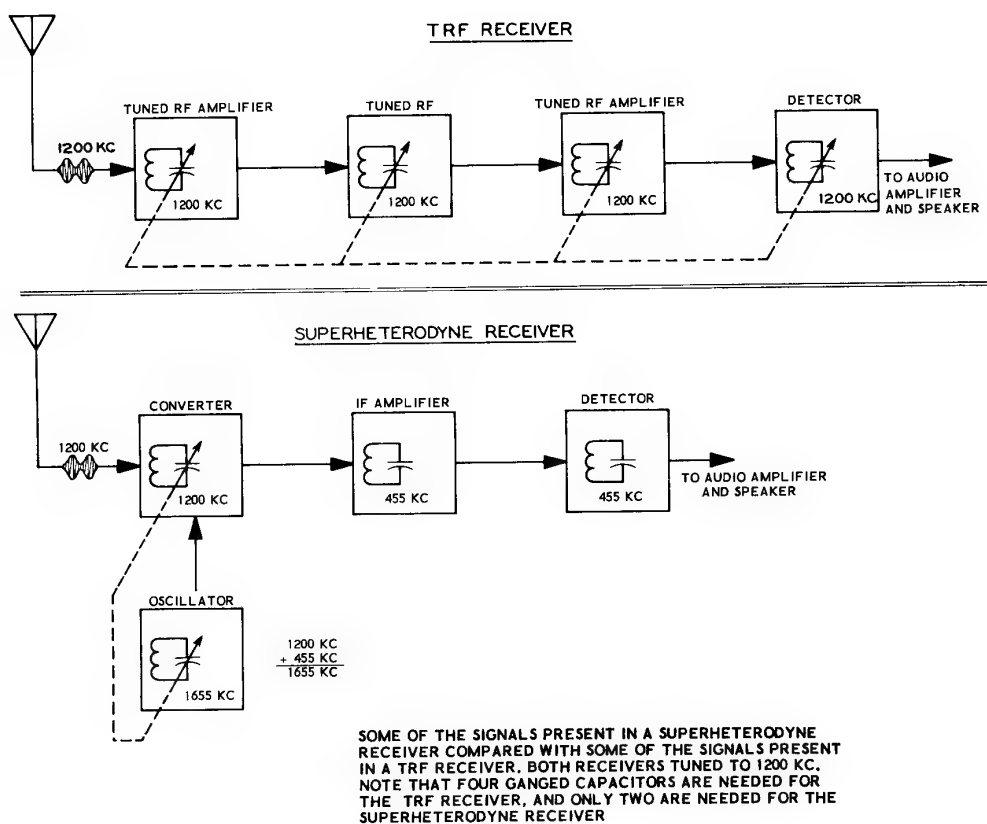 TRF RECEIVER
TUNED RF AMPLIFIER
TUNED RF
TUNED RF AMPLIFIER
DETECTOR
1200 KC
1200 KC
1200 KC
1200 KC
1200 KC
TO AUDIO
AMPLIFIER
AND SPEAKER
SUPERHETERODYNE RECEIVER
CONVERTER
IF AMPLIFIER
DETECTOR
1200 KC
1200 KC
455 KC
455 KC
TO AUDIO AMPLIFIER
AND SPEAKER
OSCILLATOR
1655 KC
1200 KC
+ 455 KC
1655 KC
SOME OF THE SIGNALS PRESENT IN A SUPERHETERODYNE
RECEIVER COMPARED WITH SOME OF THE SIGNALS PRESENT
IN A TRF RECEIVER. BOTH RECEIVERS TUNED TO 1200 KC.
NOTE THAT FOUR GANGED CAPACITORS ARE NEEDED FOR
THE TRF RECEIVER, AND ONLY TWO ARE NEEDED FOR THE
SUPERHETERODYNE RECEIVER